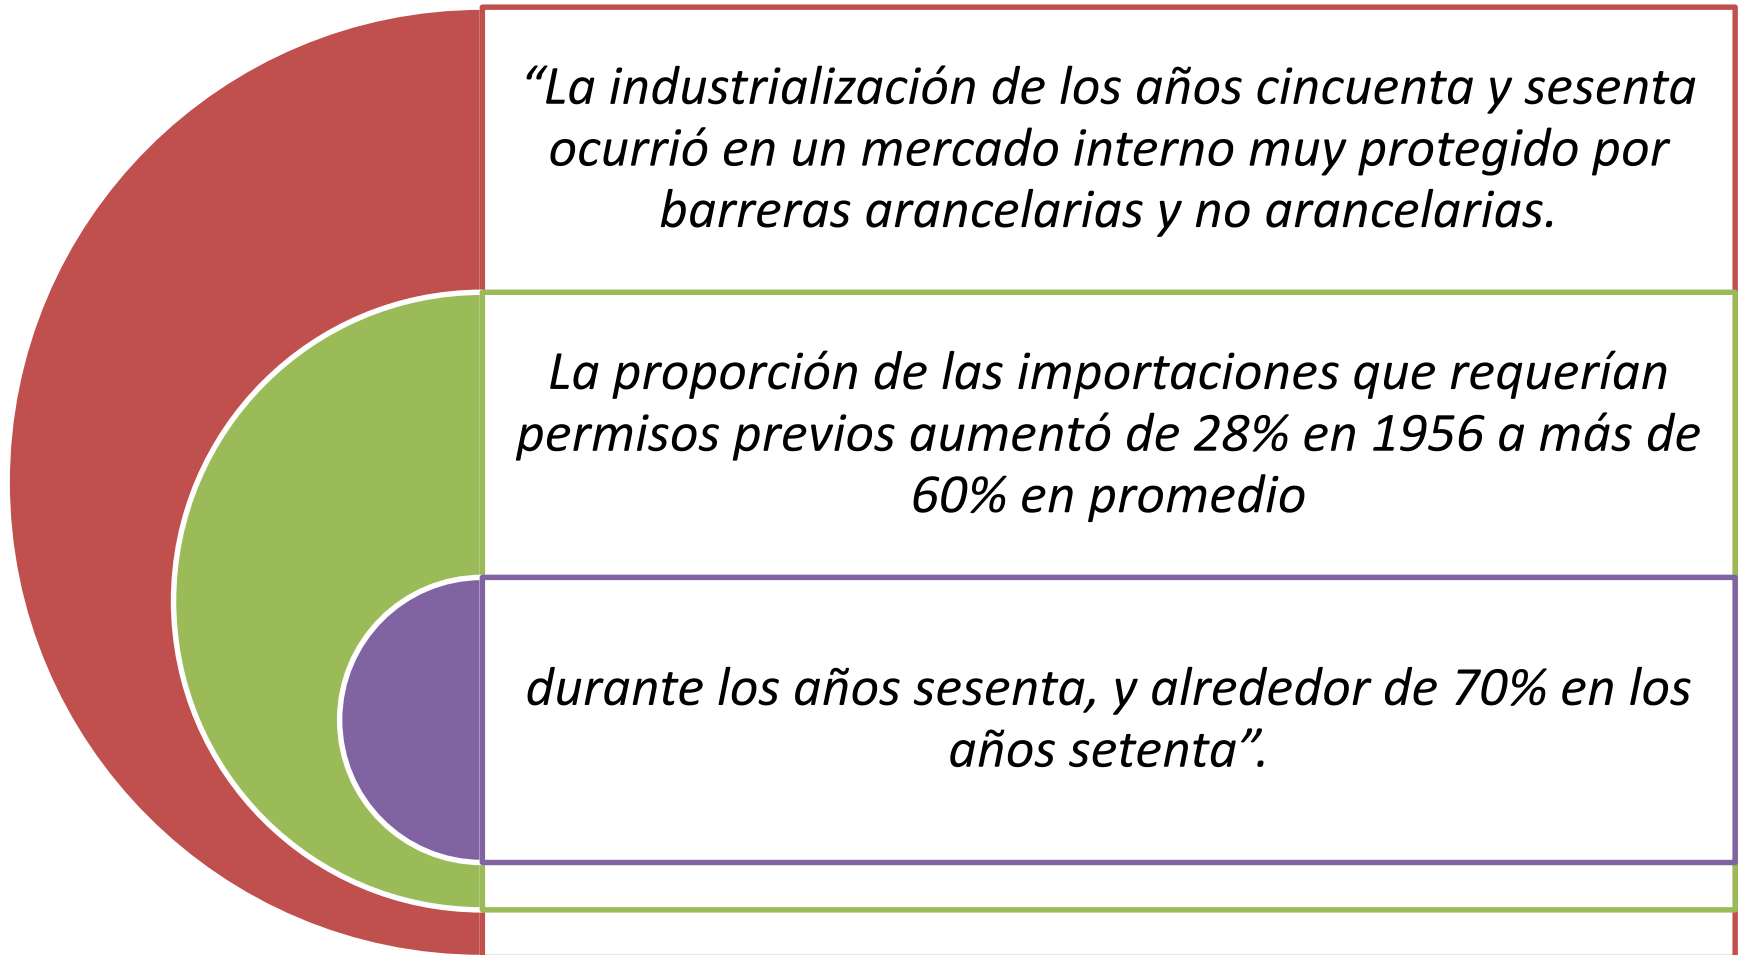 “La industrialización de los años cincuenta y sesenta
ocurrió en un mercado interno muy protegido por
barreras arancelarias y no arancelarias.
La proporción de las importaciones que requerían
permisos previos aumentó de 28% en 1956 a más de
60% en promedio
durante los años sesenta, y alrededor de 70% en los
años setenta”.